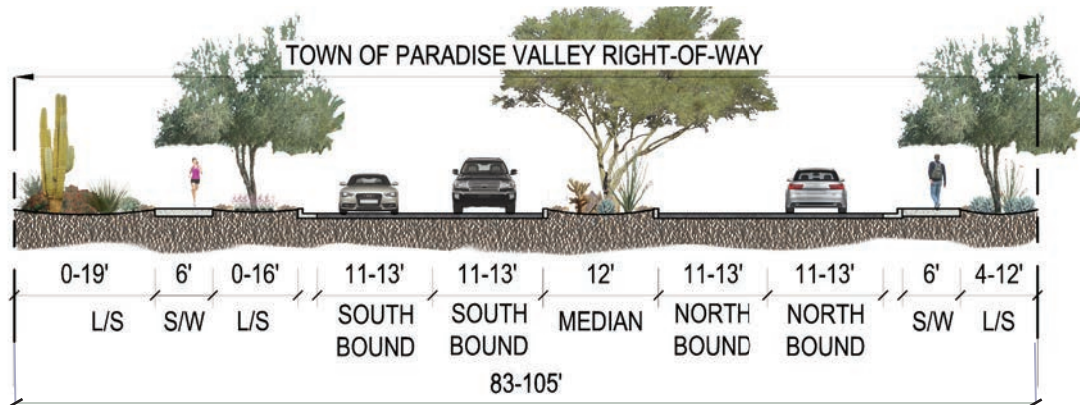 TOWN OF PARADISE VALLEY RIGHT-OF-WAY
0-19' 6' 0-16' 11-13' 11-13' 12' 11-13' 11-13' 6' 4-12'
L/S S/W L/S SOUTH BOUND SOUTH BOUND MEDIAN NORTH BOUND NORTH BOUND S/W L/S
83-105'